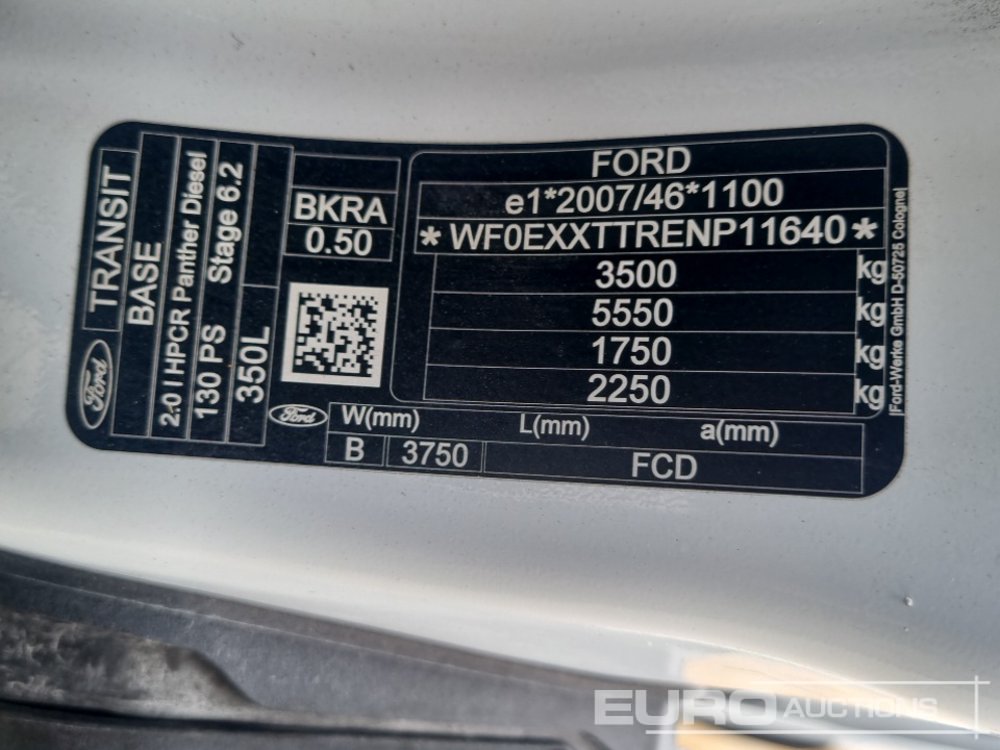 Ford
TRANSIT
BASE
2.0 l HPCR Panther Diesel
130 PS Stage 6.2
350L
BKRA
0.50
FORD
e1*2007/46*1100
* WF0EXXTTRENP11640 *
3500 kg
5550 kg
1750 kg
2250 kg
Ford
W(mm) L(mm) a(mm)
B 3750 FCD
Ford-Werke GmbH D-50725 Cologne
EURO AUCTIONS